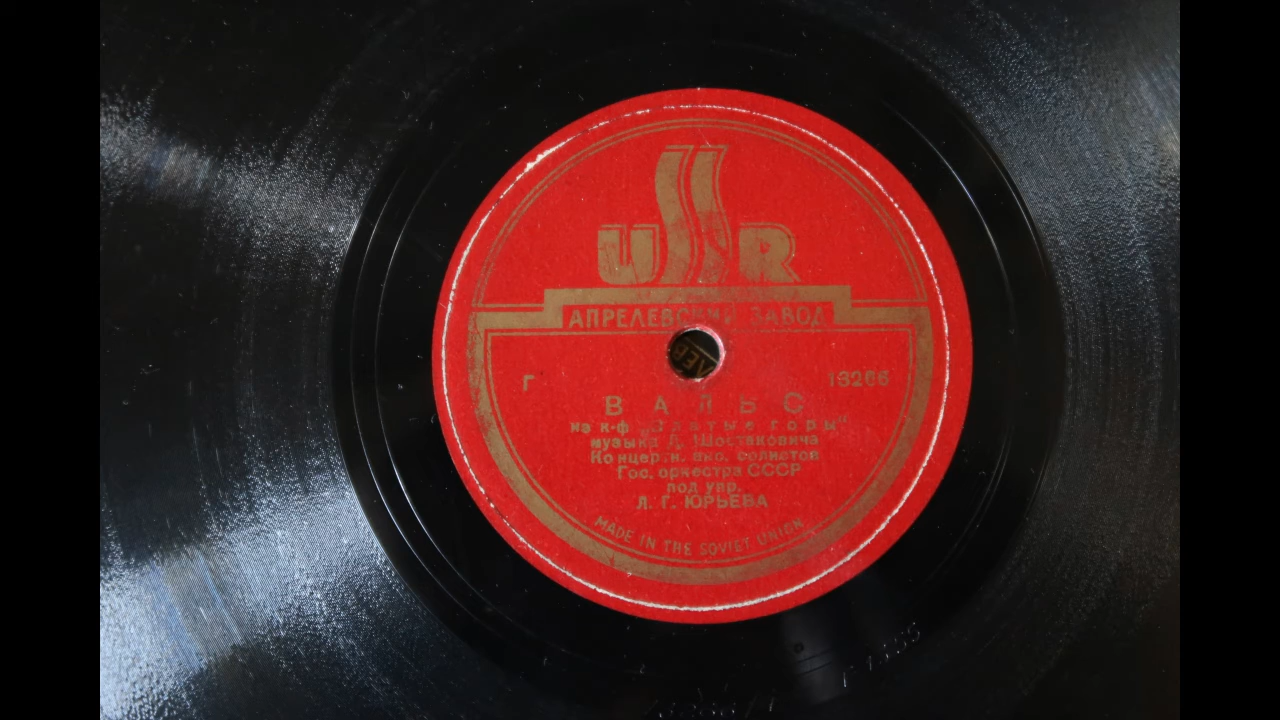 USSR
АПРЕЛЕВСКИЙ ЗАВОД
Г 13266
ВАЛЬС
из к-ф „Златые горы"
музыка Д. Шостаковича
Концертн. анс. солистов
Гос. оркестра СССР
под упр.
Л. Г. ЮРЬЕВА
MADE IN THE SOVIET UNION